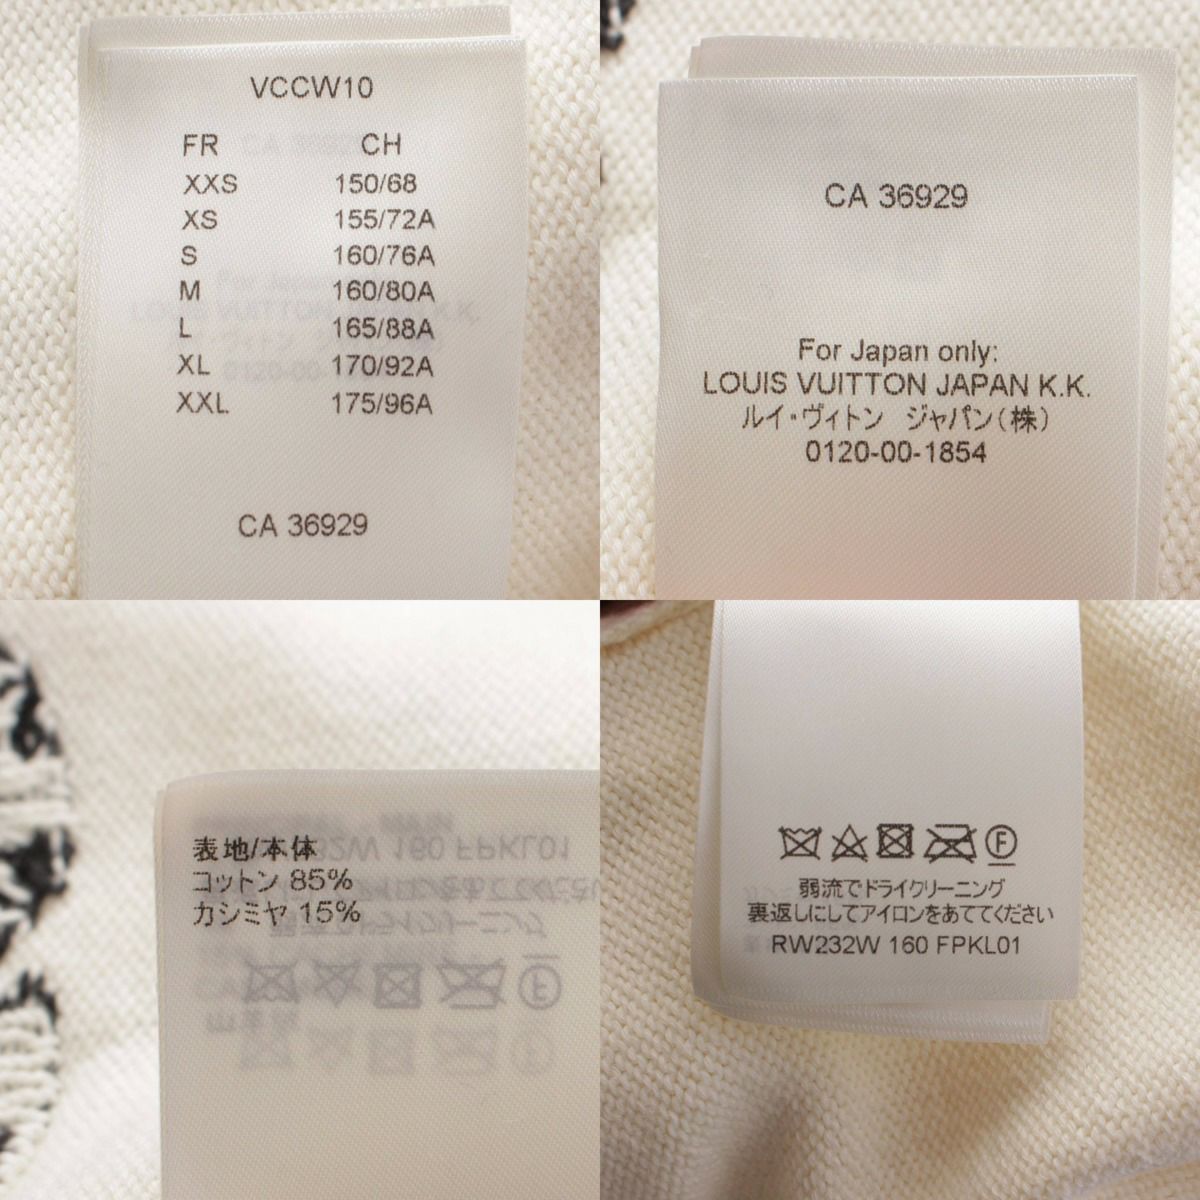 VCCW10
FR CH
XXS 150/68
XS 155/72A
S 160/76A
M 160/80A
L 165/88A
XL 170/92A
XXL 175/96A
CA 36929
CA 36929
For Japan only:
LOUIS VUITTON JAPAN K.K.
ルイ・ヴィトン ジャパン(株)
0120-00-1854
表地/本体
コットン 85%
カシミヤ 15%
弱流でドライクリーニング
裏返しにしてアイロンをあててください
RW232W 160 FPKL01